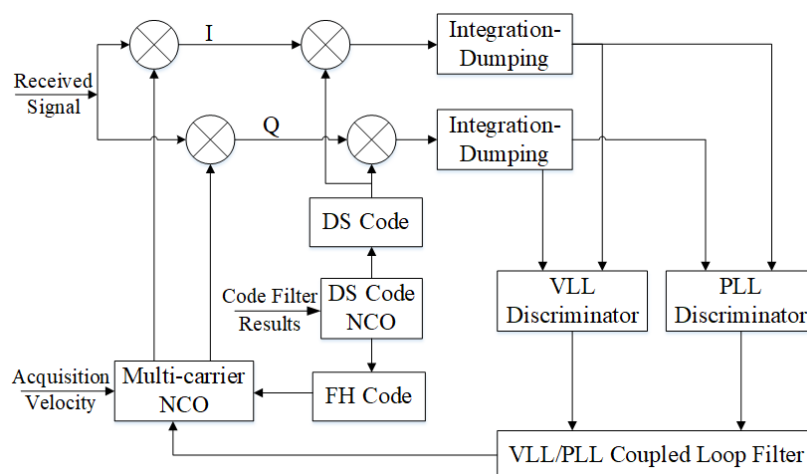 I
Integration-
Dumping
Received
Signal
Q
Integration-
Dumping
DS Code
Code Filter
Results
DS Code
NCO
VLL
Discriminator
PLL
Discriminator
Acquisition
Velocity
Multi-carrier
NCO
FH Code
VLL/PLL Coupled Loop Filter